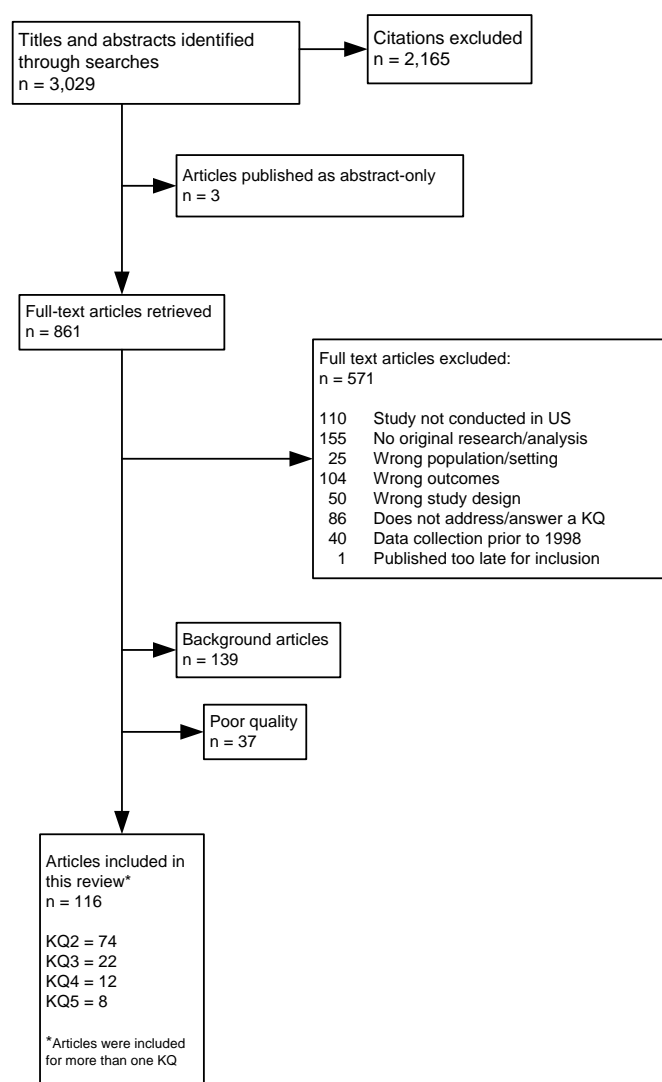 Titles and abstracts identified
through searches
n = 3,029
Citations excluded
n = 2,165
Articles published as abstract-only
n = 3
Full-text articles retrieved
n = 861
Full text articles excluded:
n = 571
110 Study not conducted in US
155 No original research/analysis
25 Wrong population/setting
104 Wrong outcomes
50 Wrong study design
86 Does not address/answer a KQ
40 Data collection prior to 1998
1 Published too late for inclusion
Background articles
n = 139
Poor quality
n = 37
Articles included in
this review*
n = 116
KQ2 = 74
KQ3 = 22
KQ4 = 12
KQ5 = 8
*Articles were included
for more than one KQ